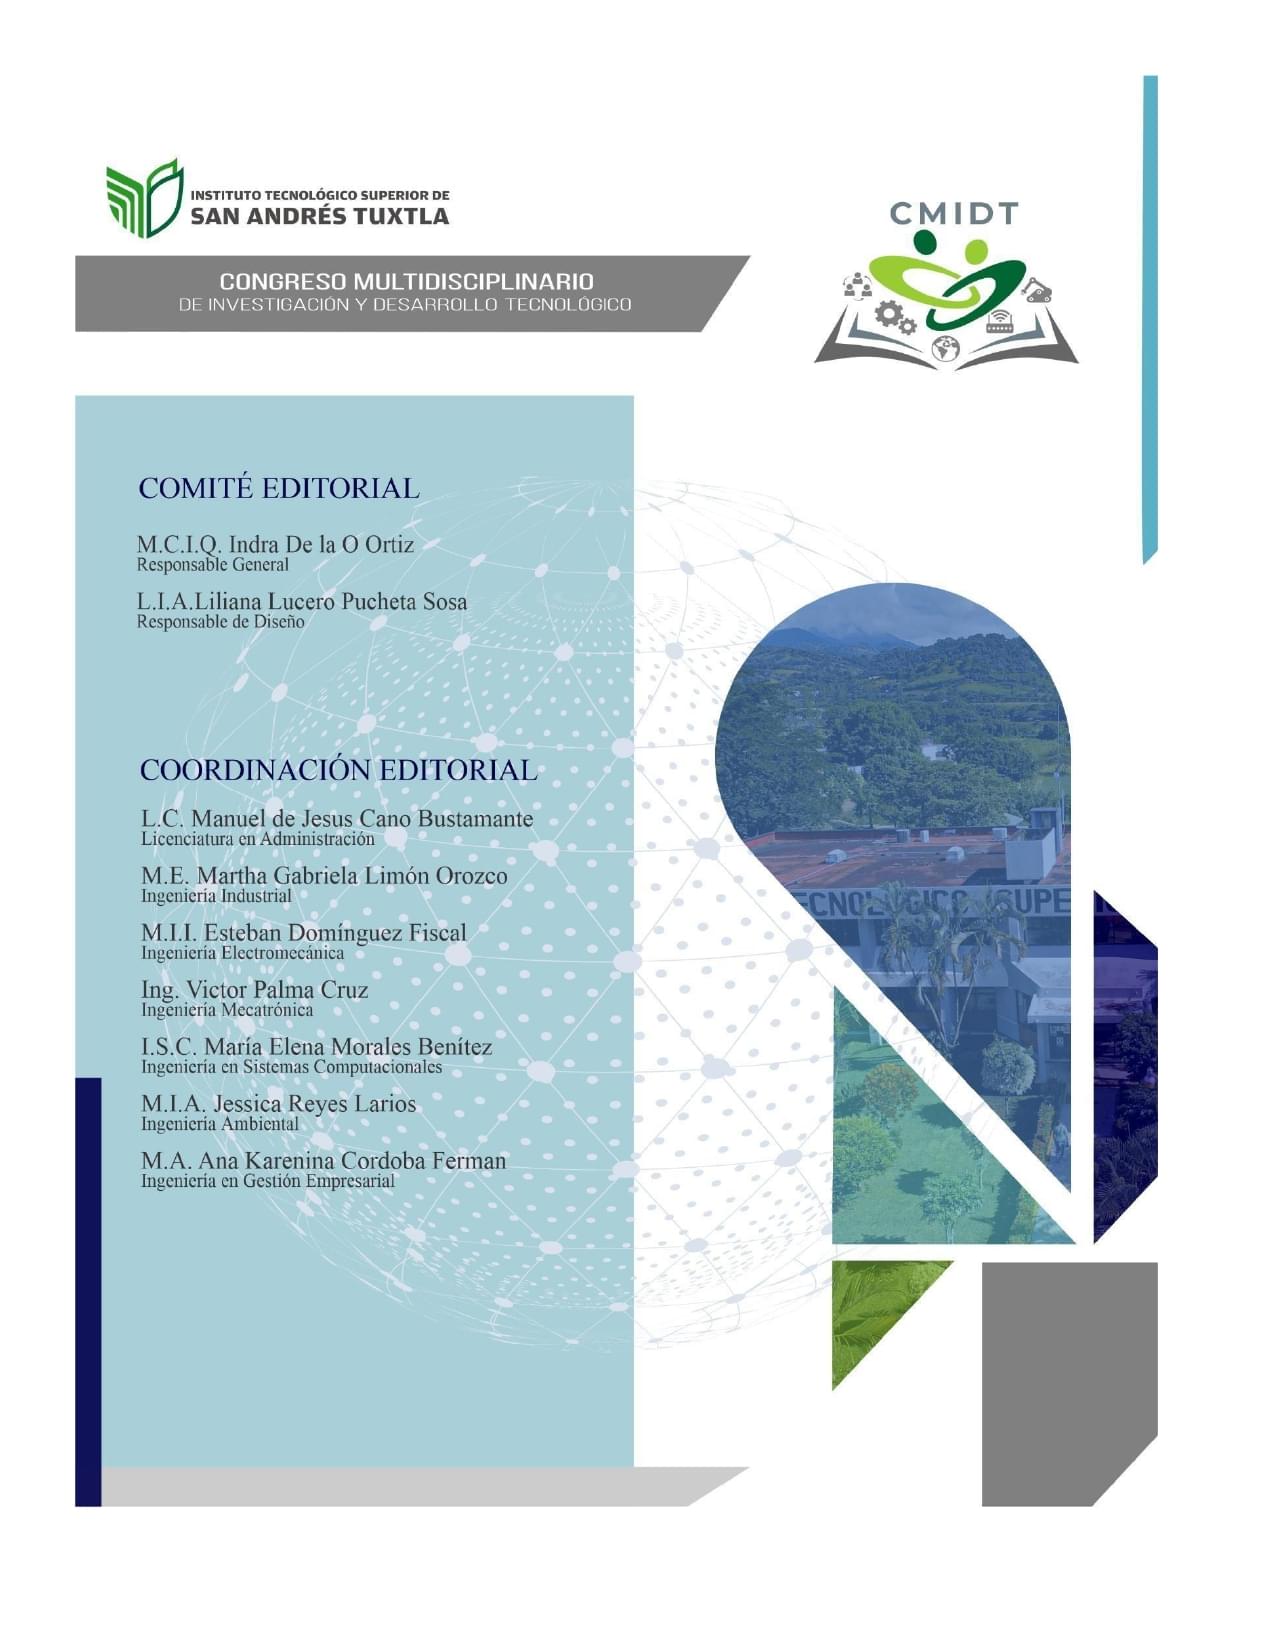 INSTITUTO TECNOLÓGICO SUPERIOR DE
SAN ANDRÉS TUXTLA
CMIDT
CONGRESO MULTIDISCIPLINARIO
DE INVESTIGACIÓN Y DESARROLLO TECNOLÓGICO
COMITÉ EDITORIAL
M.C.I.Q. Indra De la O Ortiz
Responsable General
L.I.A.Liliana Lucero Pucheta Sosa
Responsable de Diseño
COORDINACIÓN EDITORIAL
L.C. Manuel de Jesus Cano Bustamante
Licenciatura en Administración
M.E. Martha Gabriela Limón Orozco
Ingeniería Industrial
M.I.I. Esteban Domínguez Fiscal
Ingeniería Electromecánica
Ing. Victor Palma Cruz
Ingeniería Mecatrónica
I.S.C. María Elena Morales Benítez
Ingeniería en Sistemas Computacionales
M.I.A. Jessica Reyes Larios
Ingeniería Ambiental
M.A. Ana Karenina Cordoba Ferman
Ingeniería en Gestión Empresarial